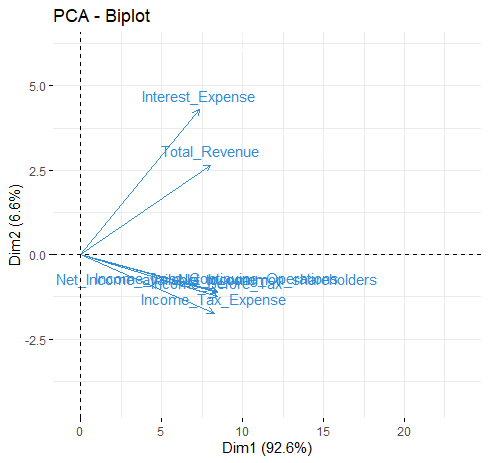 PCA - Biplot
5.0
Interest_Expense
Total_Revenue
2.5
Dim2 (6.6%)
0.0
Income_Before_Tax
Income_Tax_Expense
-2.5
0
5
10
15
20
Dim1 (92.6%)